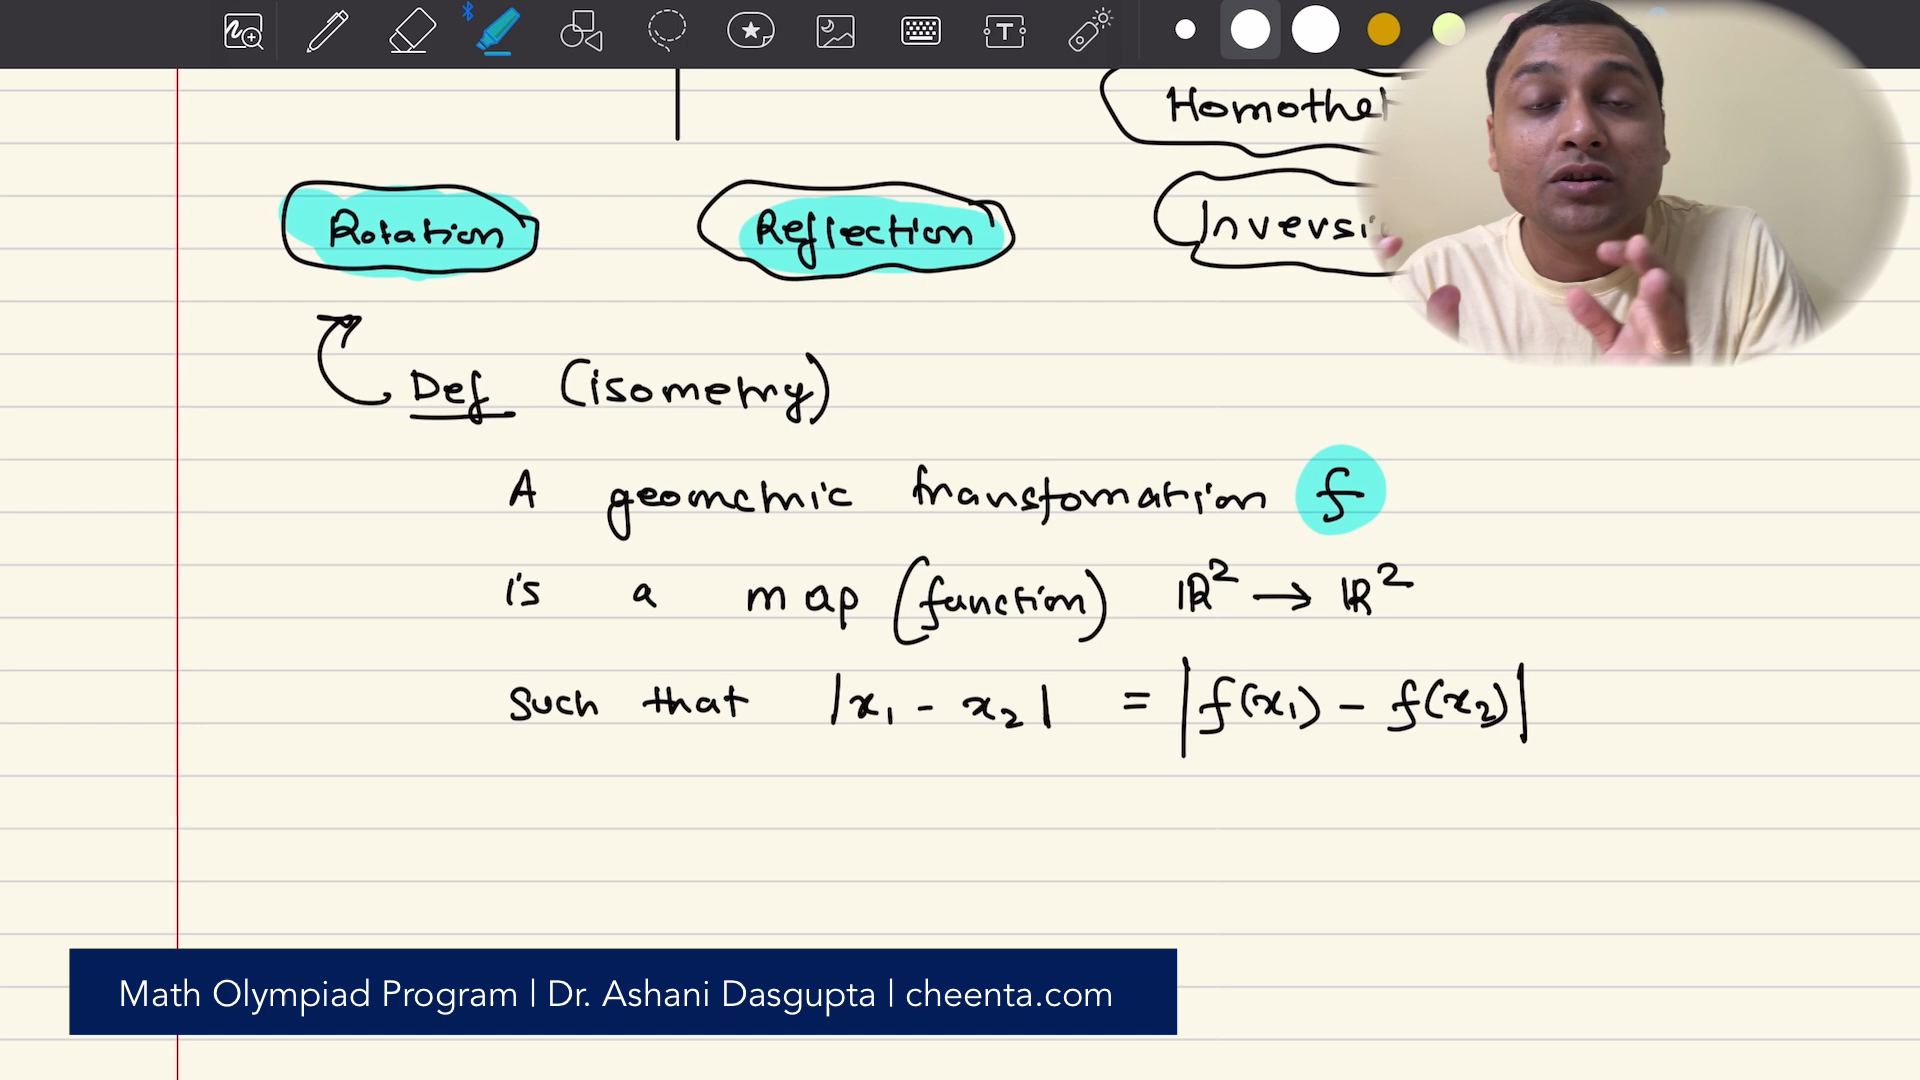 Homothet
Rotation Reflection Inversi
Def (isometry)
A geometric transformation f
is a map (function) ℝ² → ℝ²
Such that |x₁ - x₂| = |f(x₁) - f(x₂)|
Math Olympiad Program | Dr. Ashani Dasgupta | cheenta.com